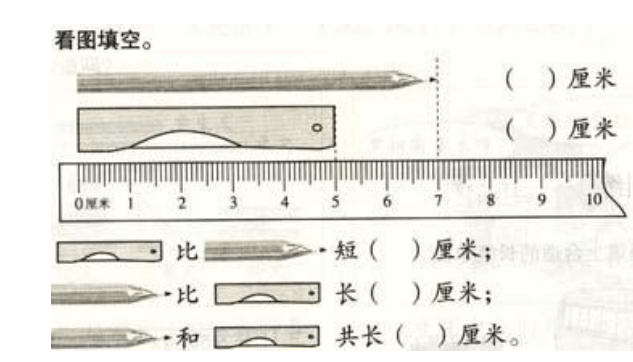 看图填空。
( )厘米
( )厘米
0厘米 1 2 3 4 5 6 7 8 9 10
比 短( )厘米;
比 长( )厘米;
和 共长( )厘米。